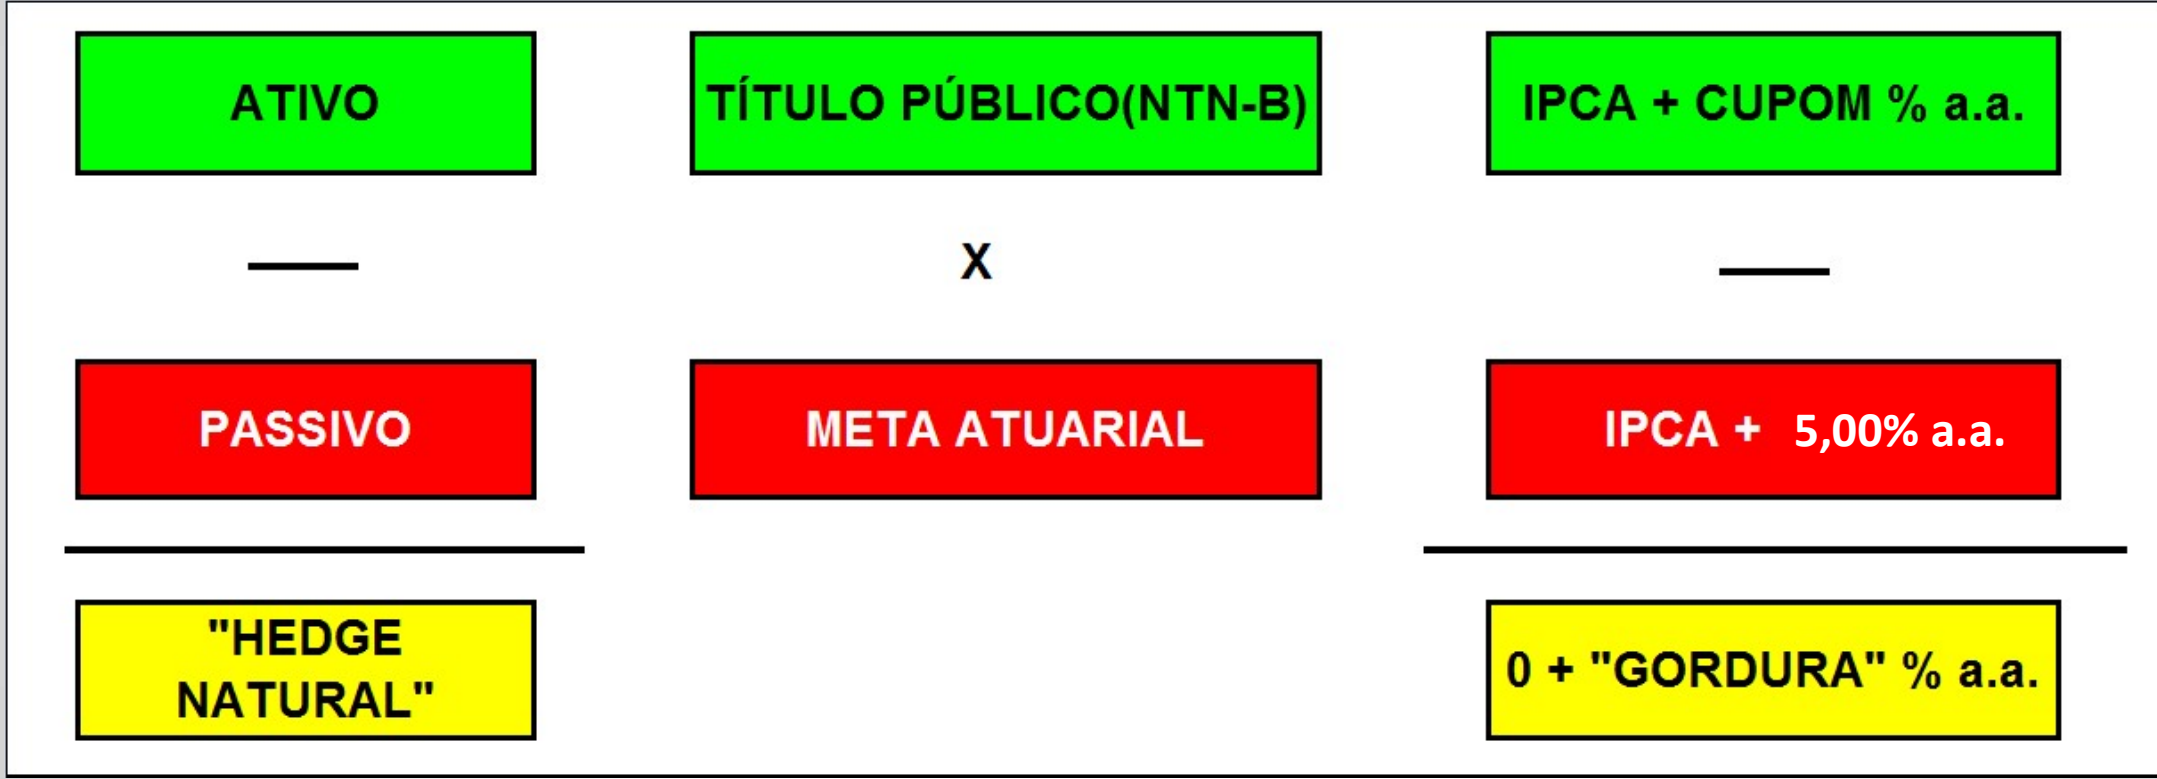 ATIVO
TÍTULO PÚBLICO(NTN-B)
IPCA + CUPOM % a.a.
X
PASSIVO
META ATUARIAL
IPCA + 5,00% a.a.
"HEDGE
NATURAL"
0 + "GORDURA" % a.a.